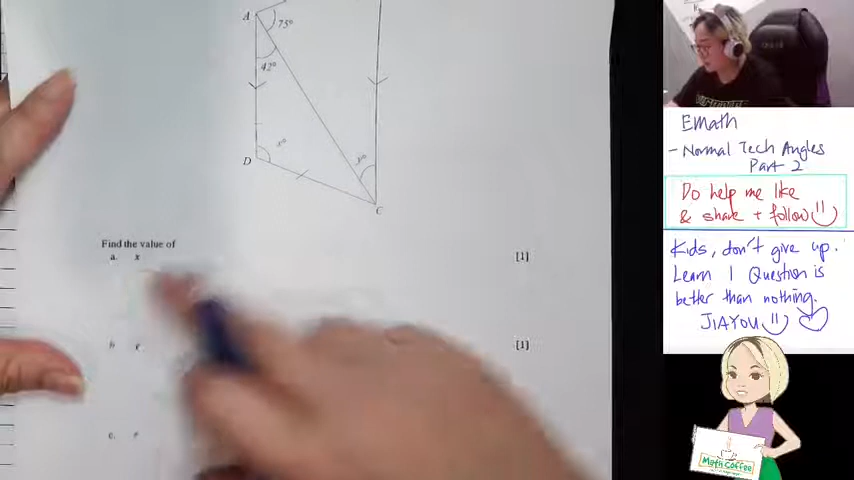 A
75°
42°
x°
y°
D
C
Find the value of
a. x [1]
b [1]
c.
Emath
- Normal Tech Angles
Part 2
Do help me like
& share + follow
Kids, don't give up.
Learn 1 Question is
better than nothing.
JIAYOU
Math Coffee